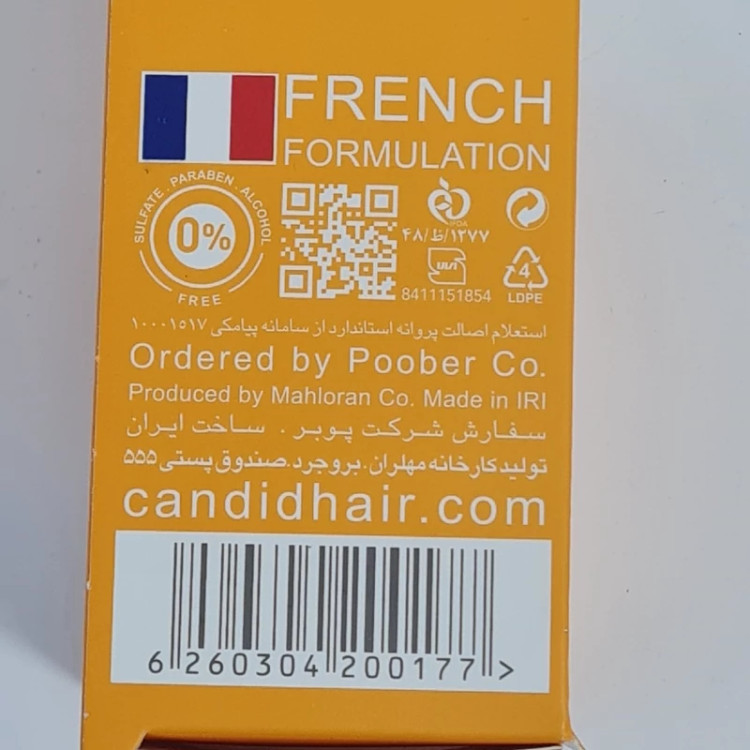 FRENCH
FORMULATION
SULFATE . PARABEN . ALCOHOL
0%
FREE
IFDA
۴۸/ظ/۱۲۷۷
8411151854
4
LDPE
استعلام اصالت پروانه استاندارد از سامانه پیامکی ۱۰۰۰۱۵۱۷
Ordered by Poober Co.
Produced by Mahloran Co. Made in IRI
سفارش شرکت پوبر . ساخت ایران
تولید کارخانه مهلران.بروجرد.صندوق پستی ۵۵۵
candidhair.com
6 260304 200177 >